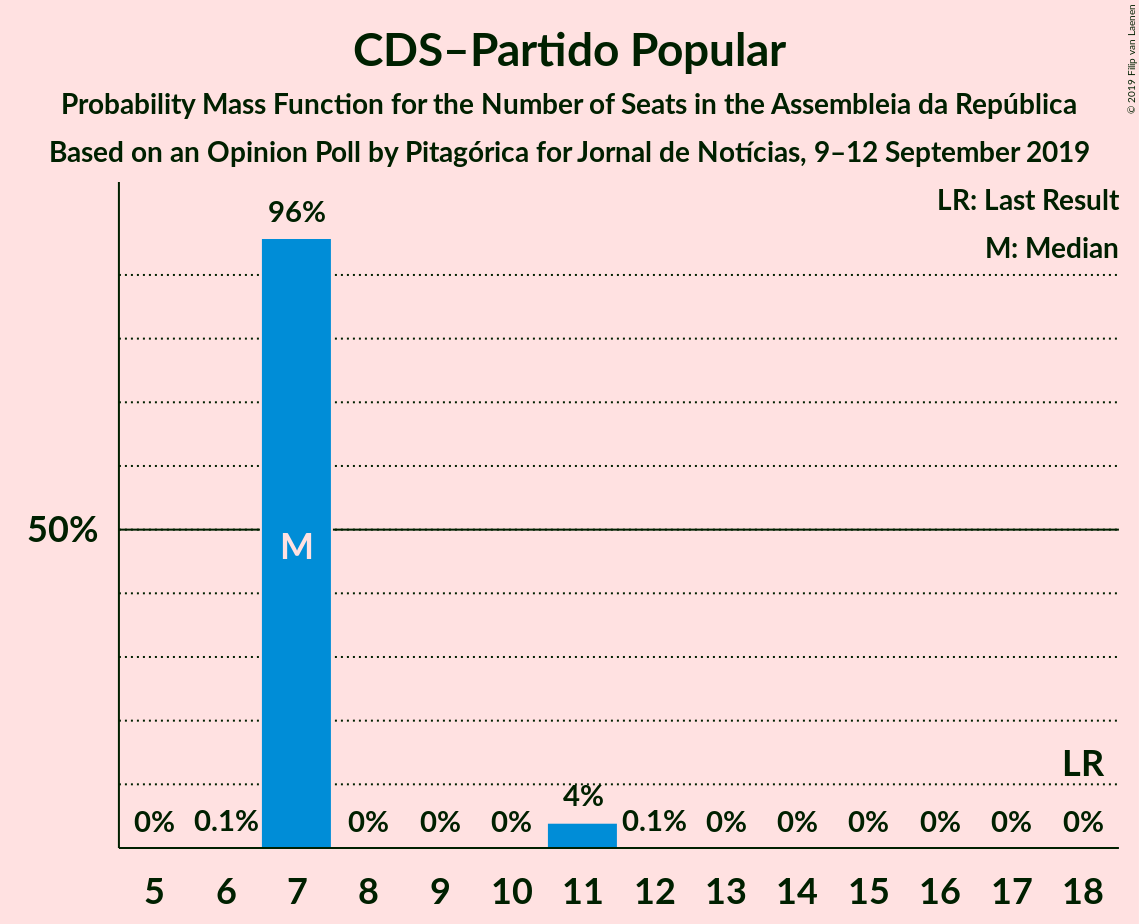 CDS–Partido Popular
Probability Mass Function for the Number of Seats in the Assembleia da República
Based on an Opinion Poll by Pitagórica for Jornal de Notícias, 9–12 September 2019
© 2019 Filip van Laenen
LR: Last Result
M: Median
96%
50%
M
LR
4%
0% 0.1% 0% 0% 0% 0.1% 0% 0% 0% 0% 0% 0%
5 6 7 8 9 10 11 12 13 14 15 16 17 18